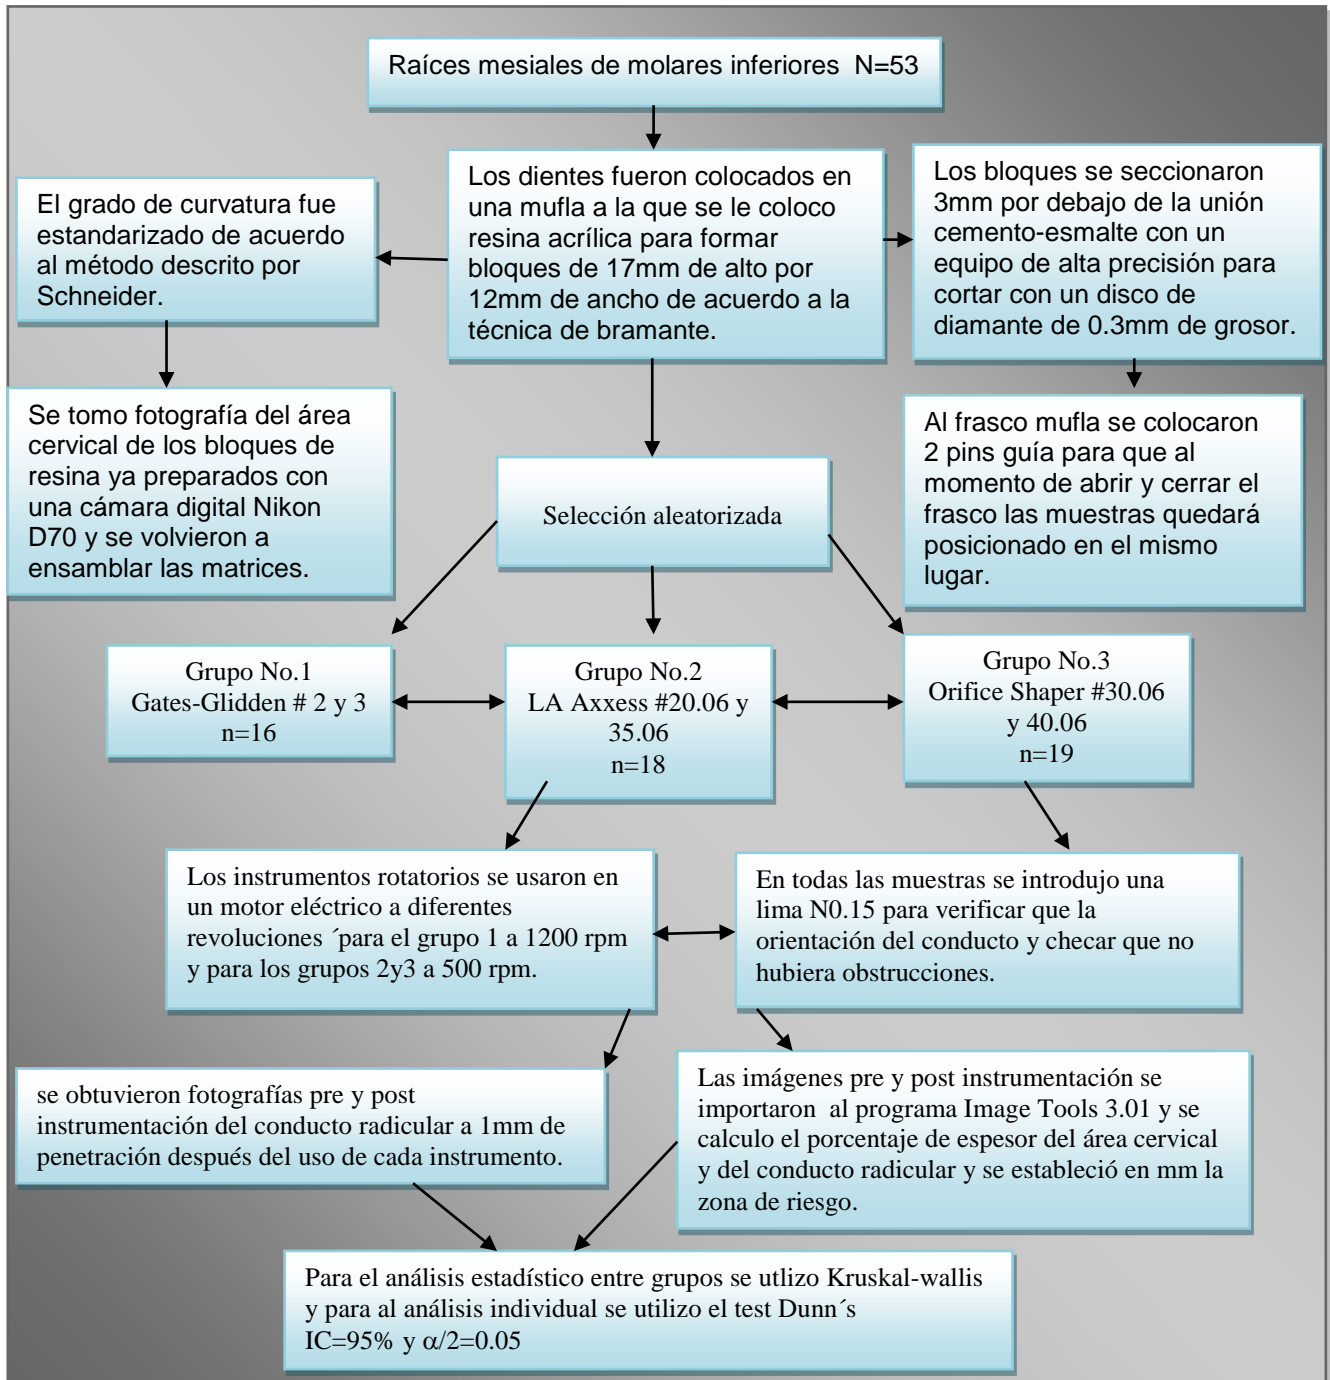 Raíces mesiales de molares inferiores N=53
Los dientes fueron colocados en
una mufla a la que se le coloco
resina acrílica para formar
bloques de 17mm de alto por
12mm de ancho de acuerdo a la
técnica de bramante.
El grado de curvatura fue
estandarizado de acuerdo
al método descrito por
Schneider.
Los bloques se seccionaron
3mm por debajo de la unión
cemento-esmalte con un
equipo de alta precisión para
cortar con un disco de
diamante de 0.3mm de grosor.
Se tomo fotografía del área
cervical de los bloques de
resina ya preparados con
una cámara digital Nikon
D70 y se volvieron a
ensamblar las matrices.
Al frasco mufla se colocaron
2 pins guía para que al
momento de abrir y cerrar el
frasco las muestras quedará
posicionado en el mismo
lugar.
Selección aleatorizada
Grupo No.1
Gates-Glidden # 2 y 3
n=16
Grupo No.2
LA Axxess #20.06 y
35.06
n=18
Grupo No.3
Orifice Shaper #30.06
y 40.06
n=19
Los instrumentos rotatorios se usaron en
un motor eléctrico a diferentes
revoluciones ´para el grupo 1 a 1200 rpm
y para los grupos 2y3 a 500 rpm.
En todas las muestras se introdujo una
lima N0.15 para verificar que la
orientación del conducto y checar que no
hubiera obstrucciones.
se obtuvieron fotografías pre y post
instrumentación del conducto radicular a 1mm de
penetración después del uso de cada instrumento.
Las imágenes pre y post instrumentación se
importaron al programa Image Tools 3.01 y se
calculo el porcentaje de espesor del área cervical
y del conducto radicular y se estableció en mm la
zona de riesgo.
Para el análisis estadístico entre grupos se utlizo Kruskal-wallis
y para al análisis individual se utilizo el test Dunn´s
IC=95% y α/2=0.05